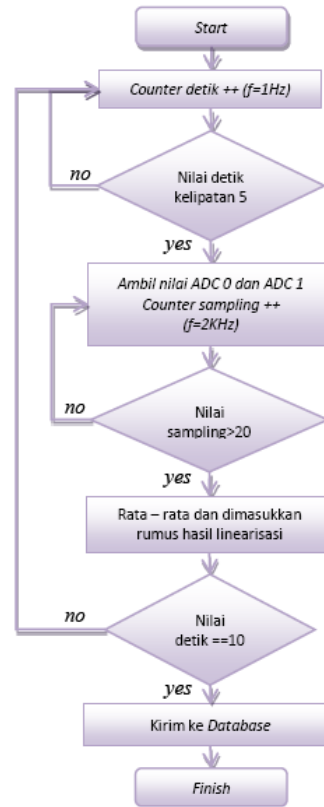 Start
Counter detik ++ (f=1Hz)
no
Nilai detik
kelipatan 5
yes
Ambil nilai ADC 0 dan ADC 1
Counter sampling ++
(f=2KHz)
no
Nilai
sampling>20
yes
Rata – rata dan dimasukkan
rumus hasil linearisasi
no
Nilai
detik ==10
yes
Kirim ke Database
Finish